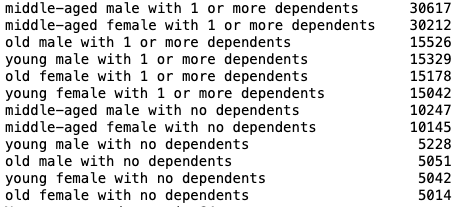 middle-aged male with 1 or more dependents 30617
middle-aged female with 1 or more dependents 30212
old male with 1 or more dependents 15526
young male with 1 or more dependents 15329
old female with 1 or more dependents 15178
young female with 1 or more dependents 15042
middle-aged male with no dependents 10247
middle-aged female with no dependents 10145
young male with no dependents 5228
old male with no dependents 5051
young female with no dependents 5042
old female with no dependents 5014